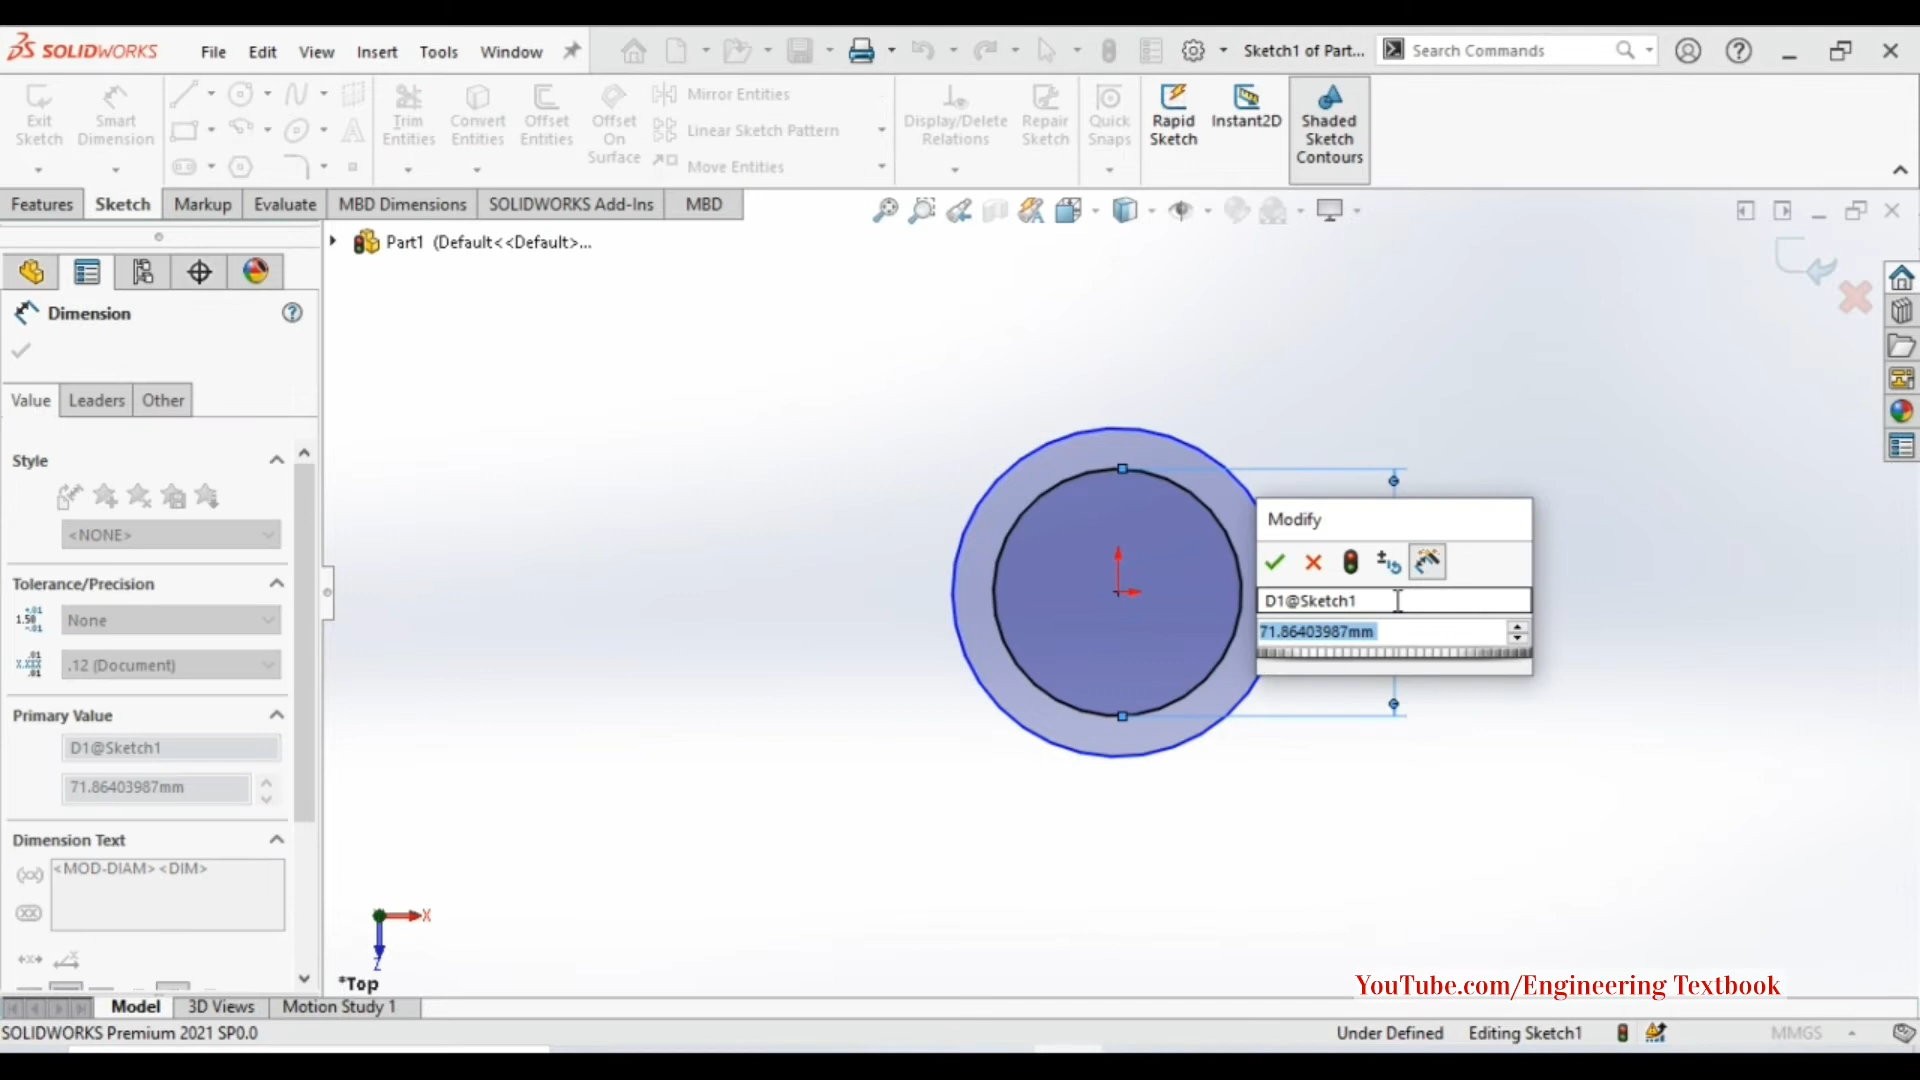 SOLIDWORKS File Edit View Insert Tools Window Sketch1 of Part... Search Commands
Exit Sketch
Smart Dimension
Trim Entities
Convert Entities
Offset Entities
Offset On Surface
Mirror Entities
Linear Sketch Pattern
Move Entities
Display/Delete Relations
Repair Sketch
Quick Snaps
Rapid Sketch
Instant2D
Shaded Sketch Contours
Features Sketch Markup Evaluate MBD Dimensions SOLIDWORKS Add-Ins MBD
Part1 (Default<<Default>...
Dimension
Value Leaders Other
Style
<NONE>
Tolerance/Precision
None
.12 (Document)
Primary Value
D1@Sketch1
71.86403987mm
Dimension Text
<MOD-DIAM><DIM>
Modify
D1@Sketch1
71.86403987mm
X
Z
*Top
YouTube.com/Engineering Textbook
Model 3D Views Motion Study 1
SOLIDWORKS Premium 2021 SP0.0 Under Defined Editing Sketch1 MMGS